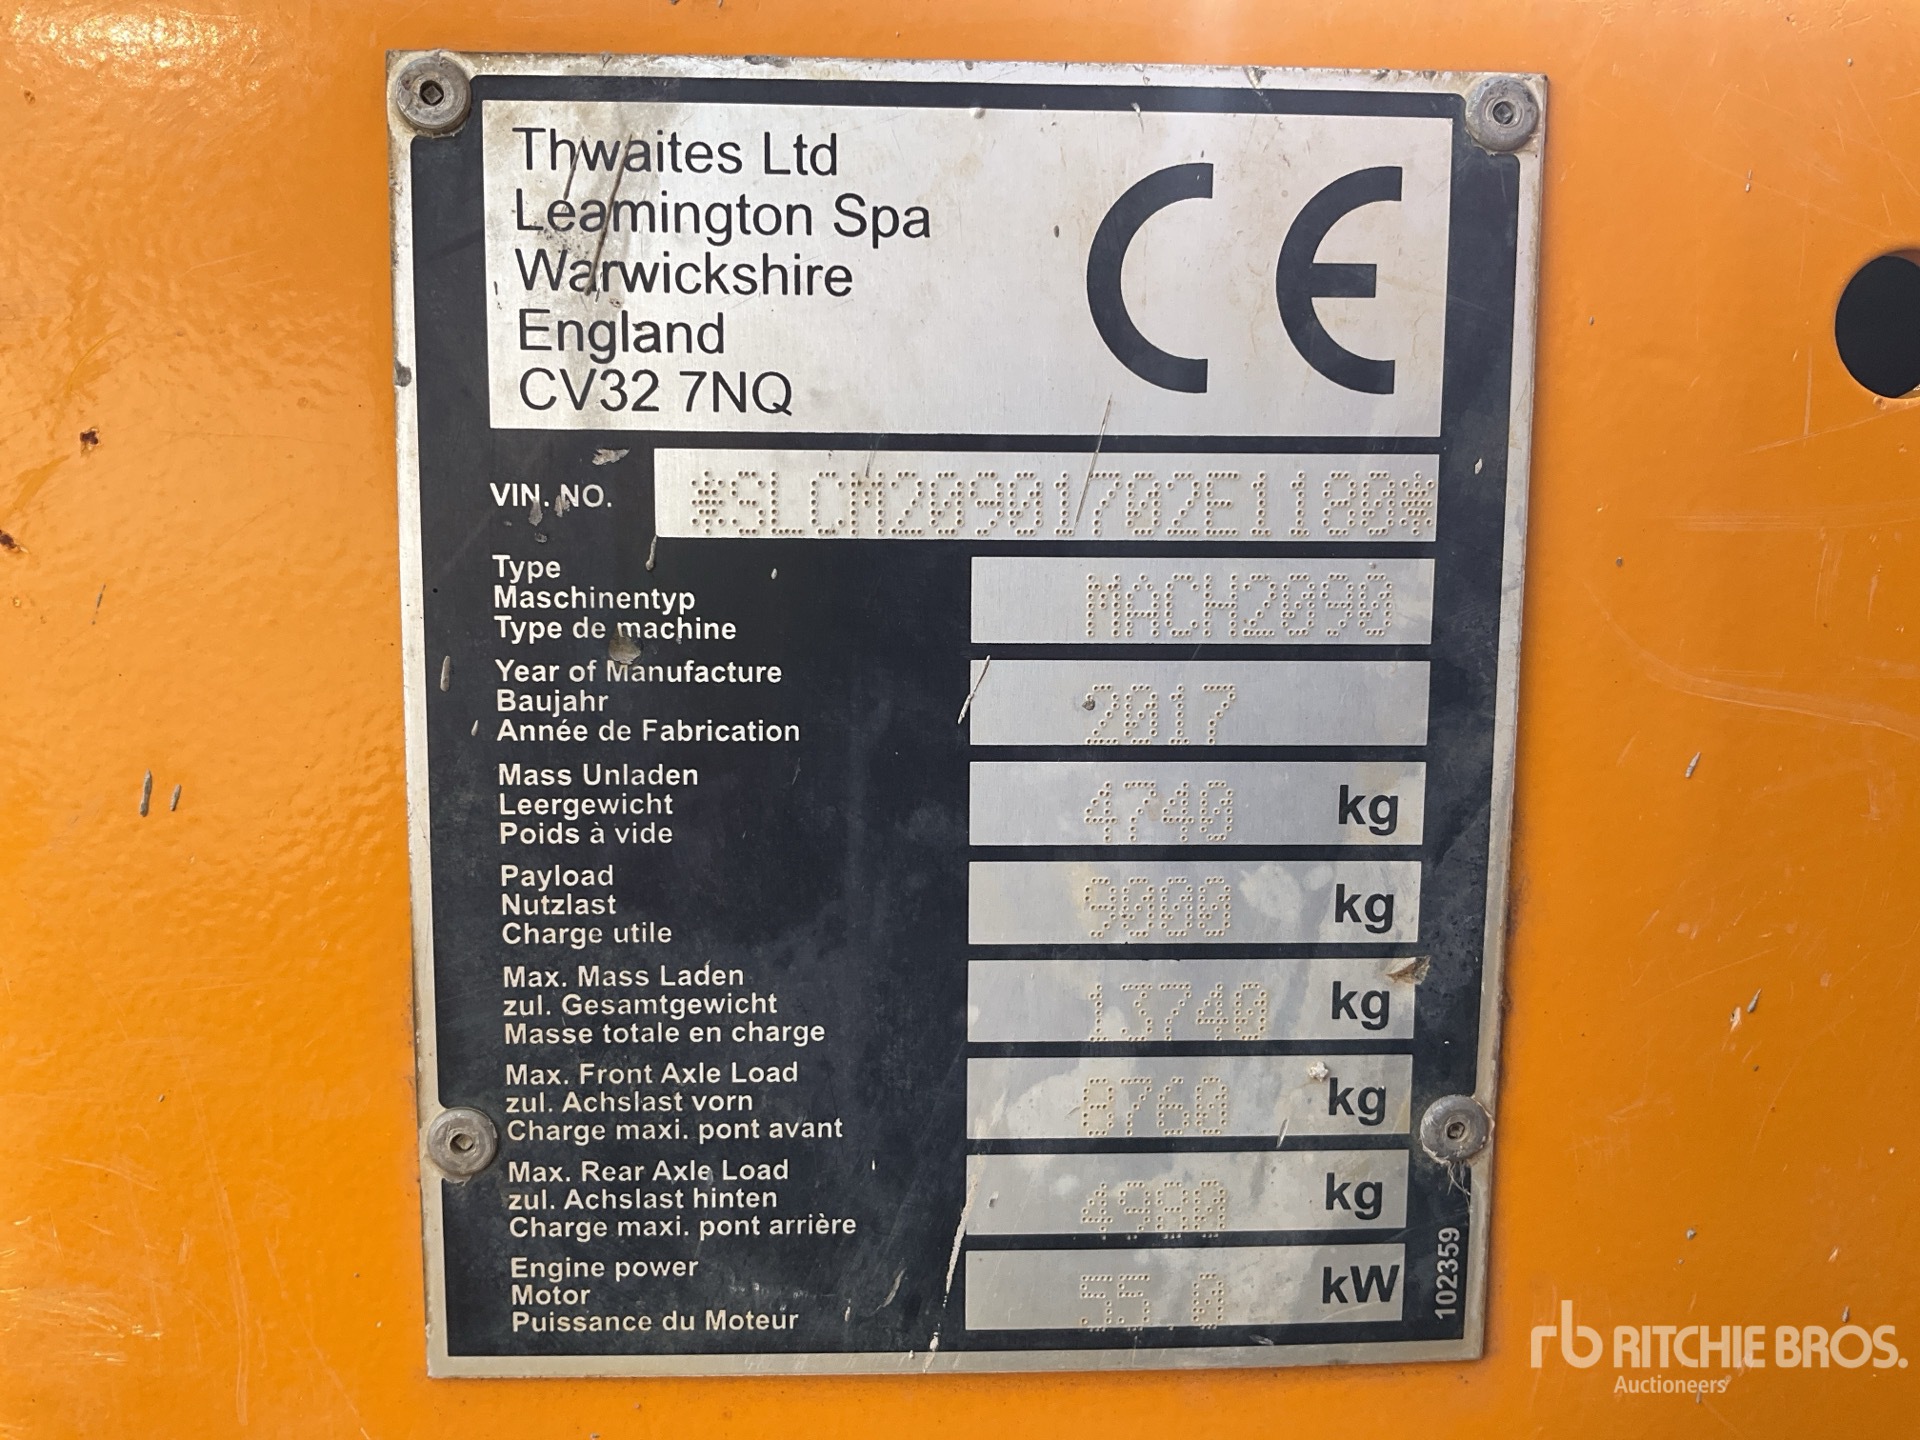 Thwaites Ltd
Leamington Spa
Warwickshire
England
CV32 7NQ
CE
VIN. NO. *SLCM20901702E1180*
Type
Maschinentyp
Type de machine
MACH2090
Year of Manufacture
Baujahr
Année de Fabrication
2017
Mass Unladen
Leergewicht
Poids à vide
4740 kg
Payload
Nutzlast
Charge utile
9000 kg
Max. Mass Laden
zul. Gesamtgewicht
Masse totale en charge
13740 kg
Max. Front Axle Load
zul. Achslast vorn
Charge maxi. pont avant
8760 kg
Max. Rear Axle Load
zul. Achslast hinten
Charge maxi. pont arrière
4980 kg
Engine power
Motor
Puissance du Moteur
55.0 kW
102359
rb RITCHIE BROS.
Auctioneers